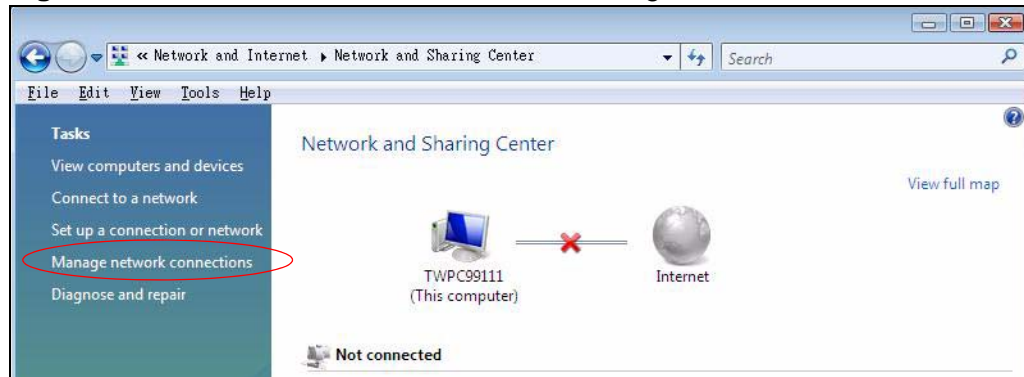 « Network and Internet ▸ Network and Sharing Center
Search
File Edit View Tools Help
Tasks
View computers and devices
Connect to a network
Set up a connection or network
Manage network connections
Diagnose and repair
Network and Sharing Center
View full map
TWPC99111
(This computer)
Internet
Not connected